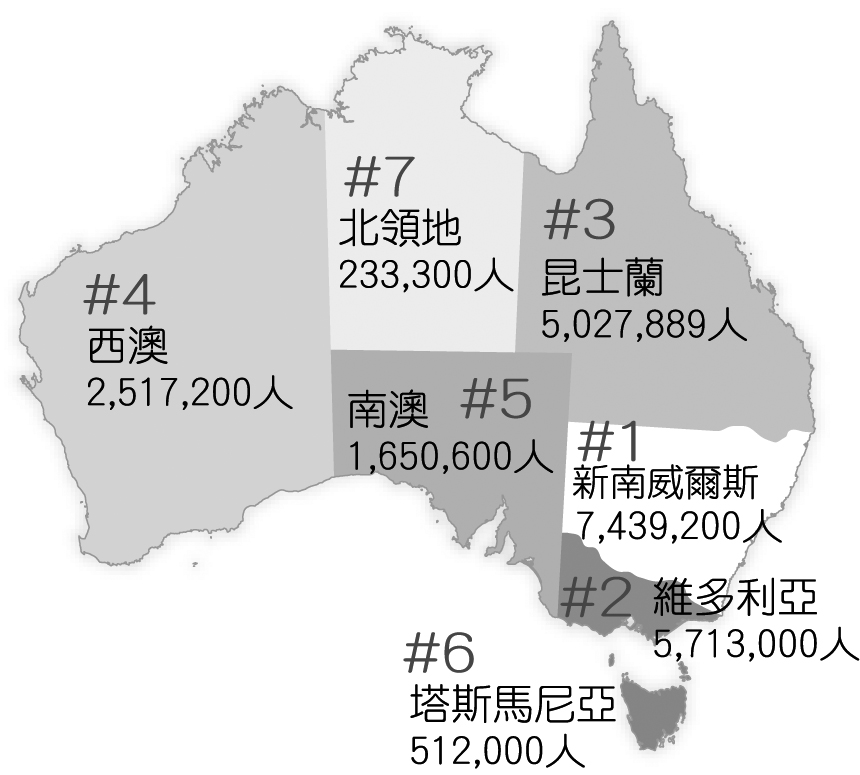 #7
北領地
233,300人
#3
昆士蘭
5,027,889人
#4
西澳
2,517,200人
南澳 #5
1,650,600人
#1
新南威爾斯
7,439,200人
#2 維多利亞
5,713,000人
#6
塔斯馬尼亞
512,000人